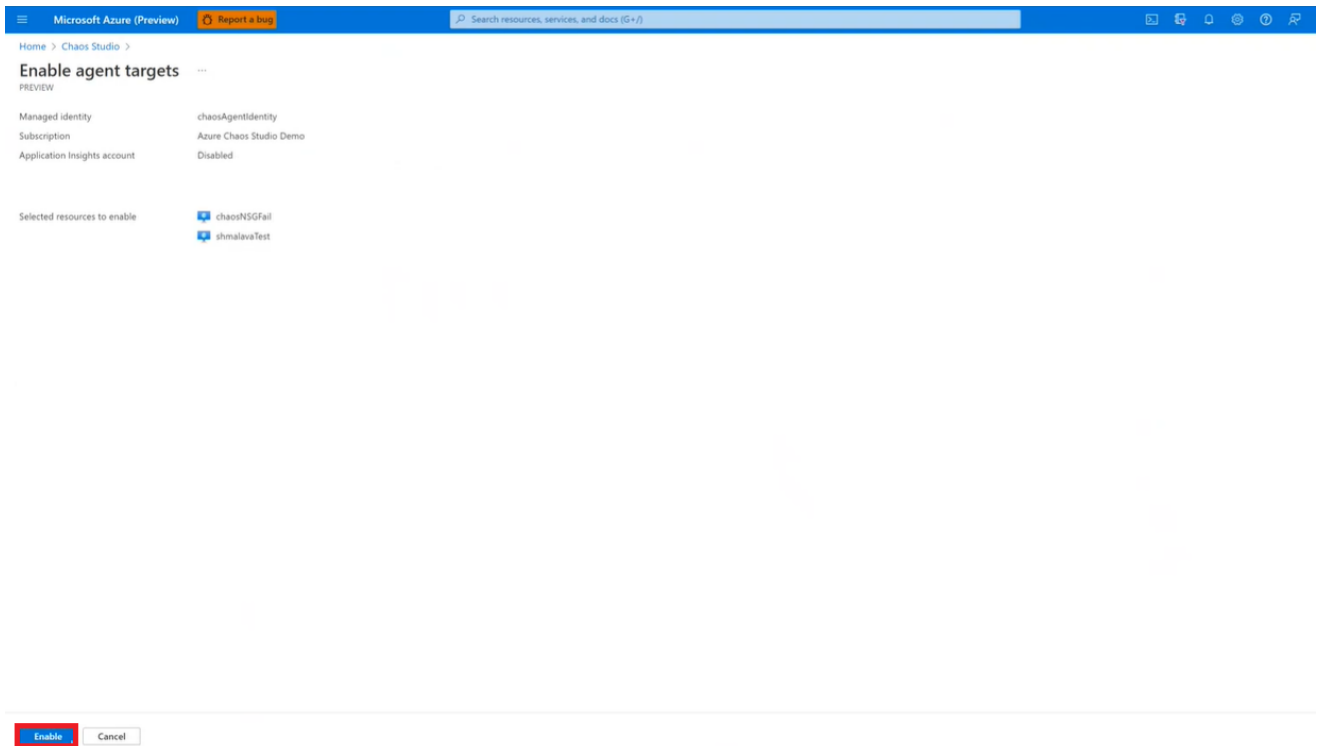 Microsoft Azure (Preview) Report a bug Search resources, services, and docs (G+/)
Home > Chaos Studio >
Enable agent targets ...
PREVIEW
Managed identity chaosAgentIdentity
Subscription Azure Chaos Studio Demo
Application Insights account Disabled
Selected resources to enable chaosNSGFail
shmalavaTest
Enable Cancel